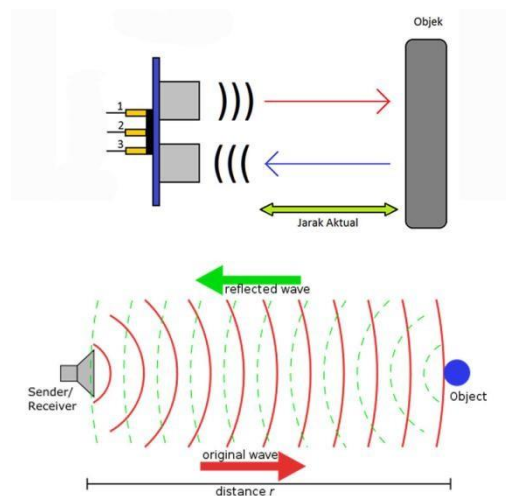 Objek
1
2
3
Jarak Aktual
reflected wave
Sender/
Receiver
Object
original wave
distance r